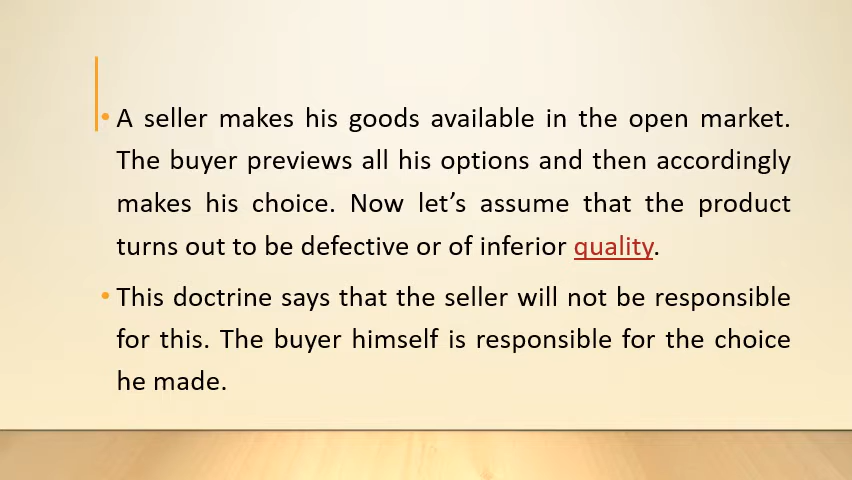 • A seller makes his goods available in the open market.
The buyer previews all his options and then accordingly
makes his choice. Now let’s assume that the product
turns out to be defective or of inferior quality.
• This doctrine says that the seller will not be responsible
for this. The buyer himself is responsible for the choice
he made.